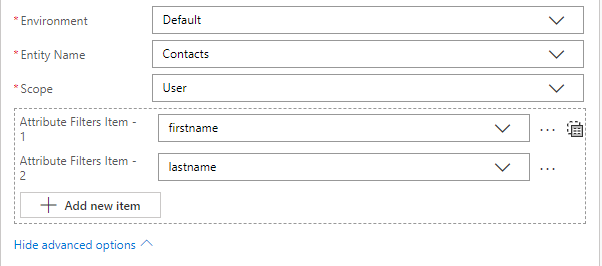 * Environment
Default
* Entity Name
Contacts
* Scope
User
Attribute Filters Item -
1
firstname
Attribute Filters Item -
2
lastname
Add new item
Hide advanced options